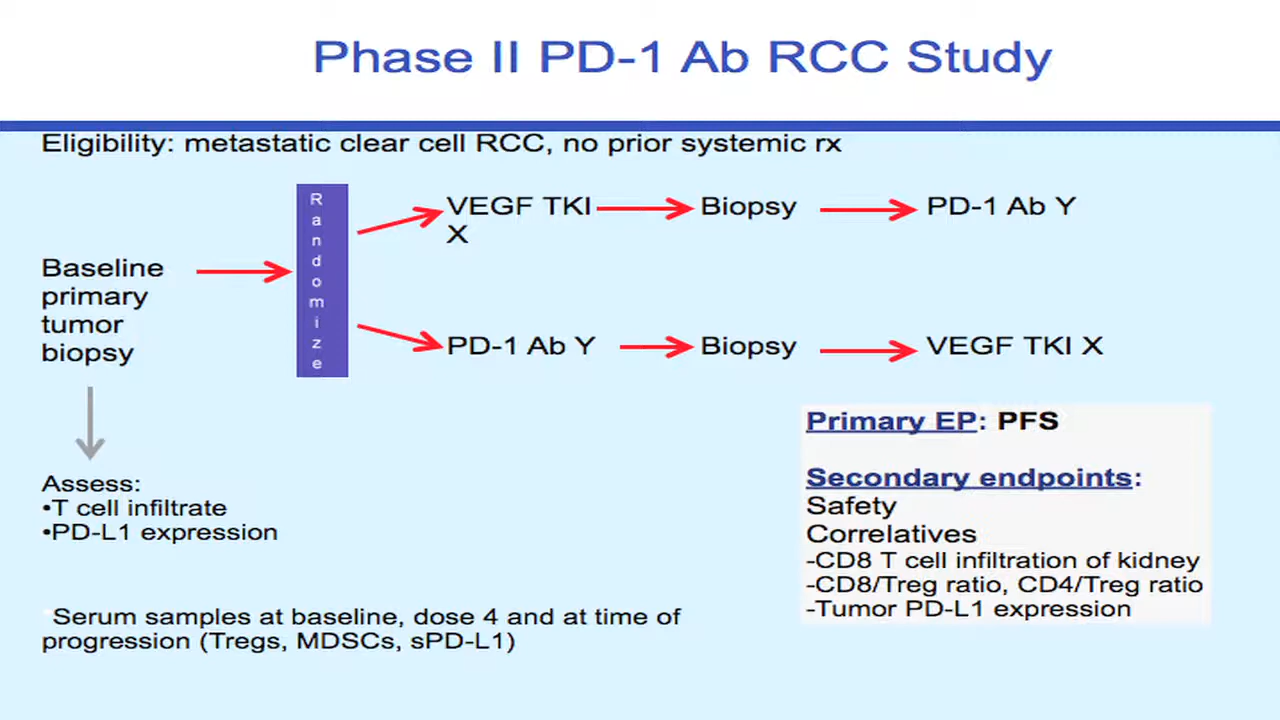 Phase II PD-1 Ab RCC Study
Eligibility: metastatic clear cell RCC, no prior systemic rx
Baseline
primary
tumor
biopsy
Randomize
VEGF TKI
X
Biopsy
PD-1 Ab Y
PD-1 Ab Y
Biopsy
VEGF TKI X
Assess:
•T cell infiltrate
•PD-L1 expression
Serum samples at baseline, dose 4 and at time of
progression (Tregs, MDSCs, sPD-L1)
Primary EP: PFS
Secondary endpoints:
Safety
Correlatives
-CD8 T cell infiltration of kidney
-CD8/Treg ratio, CD4/Treg ratio
-Tumor PD-L1 expression